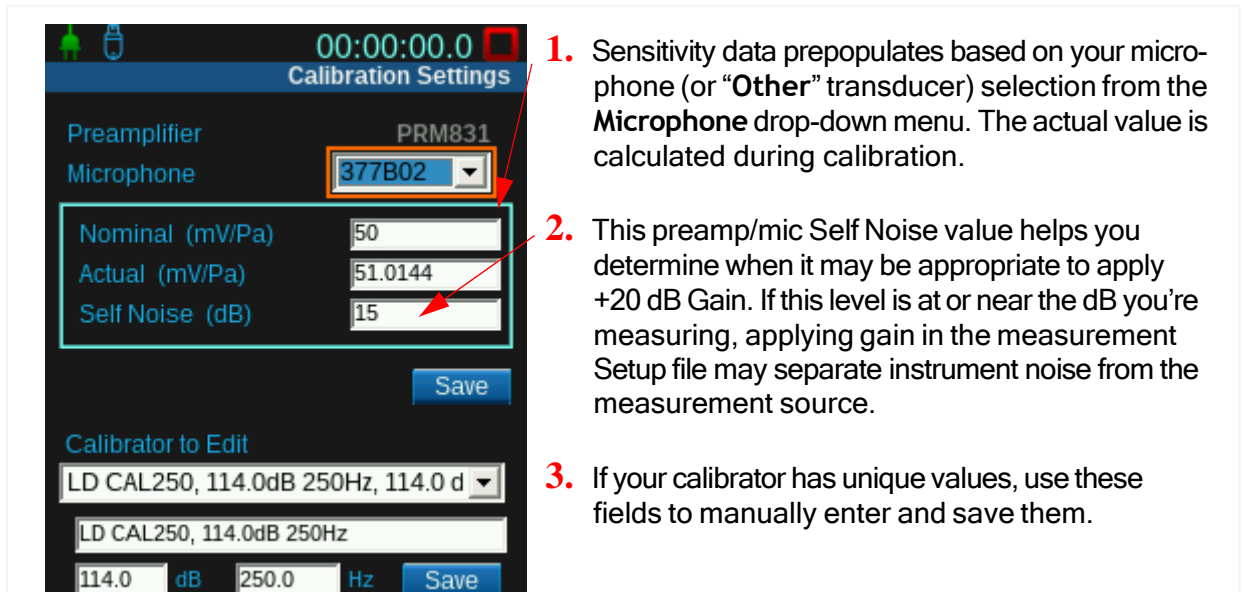 00:00:00.0
Calibration Settings
Preamplifier PRM831
Microphone 377B02
Nominal (mV/Pa) 50
Actual (mV/Pa) 51.0144
Self Noise (dB) 15
Save
Calibrator to Edit
LD CAL250, 114.0dB 250Hz, 114.0 d
LD CAL250, 114.0dB 250Hz
114.0 dB 250.0 Hz Save
1. Sensitivity data prepopulates based on your micro-
phone (or “Other” transducer) selection from the
Microphone drop-down menu. The actual value is
calculated during calibration.
2. This preamp/mic Self Noise value helps you
determine when it may be appropriate to apply
+20 dB Gain. If this level is at or near the dB you’re
measuring, applying gain in the measurement
Setup file may separate instrument noise from the
measurement source.
3. If your calibrator has unique values, use these
fields to manually enter and save them.